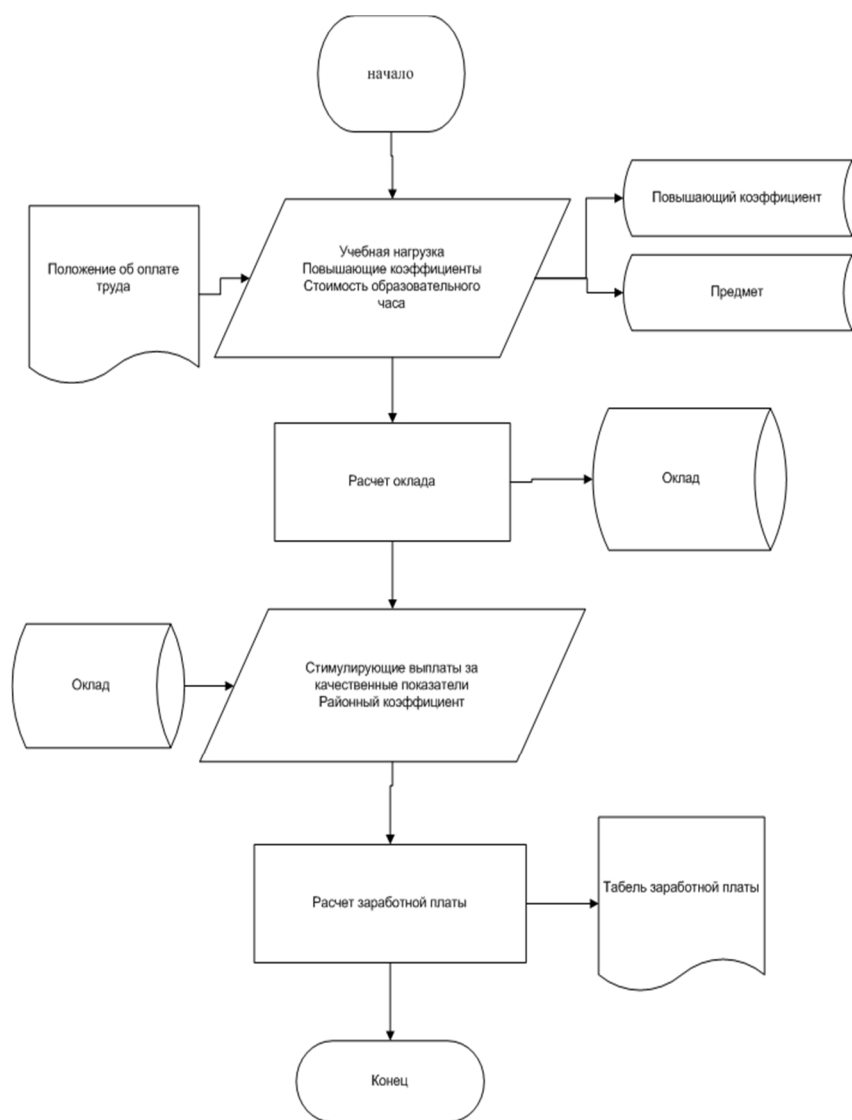 начало
Повышающий коэффициент
Положение об оплате
труда
Учебная нагрузка
Повышающие коэффициенты
Стоимость образовательного
часа
Предмет
Расчет оклада
Оклад
Оклад
Стимулирующие выплаты за
качественные показатели
Районный коэффициент
Расчет заработной платы
Табель заработной платы
Конец